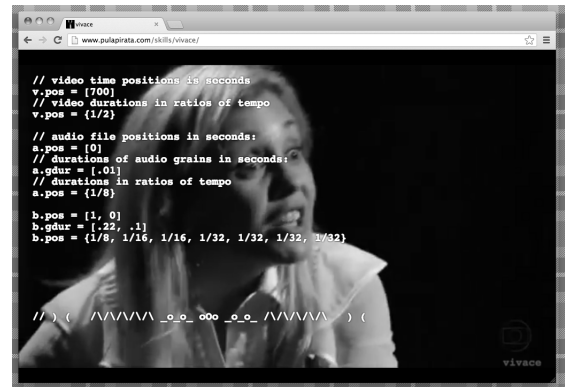 vivace
www.pulapirata.com/skills/vivace/
// video time positions is seconds
v.pos = [700]
// video durations in ratios of tempo
v.pos = {1/2}
// audio file positions in seconds:
a.pos = [0]
// durations of audio grains in seconds:
a.gdur = [.01]
// durations in ratios of tempo
a.pos = {1/8}
b.pos = [1, 0]
b.gdur = [.22, .1]
b.pos = {1/8, 1/16, 1/16, 1/32, 1/32, 1/32, 1/32}
// ) (   /\/\/\/\/\ _o_o_ oOo _o_o_ /\/\/\/\/\   ) (
vivace